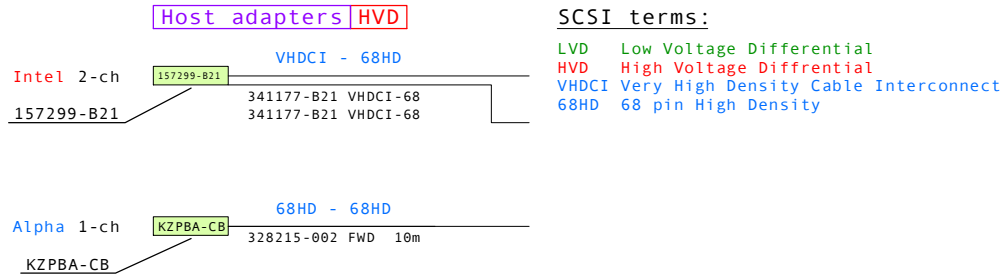 Host adapters HVD
SCSI terms:
LVD Low Voltage Differential
HVD High Voltage Differential
VHDCI Very High Density Cable Interconnect
68HD 68 pin High Density
VHDCI - 68HD
Intel 2-ch 157299-B21
341177-B21 VHDCI-68
157299-B21 341177-B21 VHDCI-68
68HD - 68HD
Alpha 1-ch KZPBA-CB
328215-002 FWD 10m
KZPBA-CB